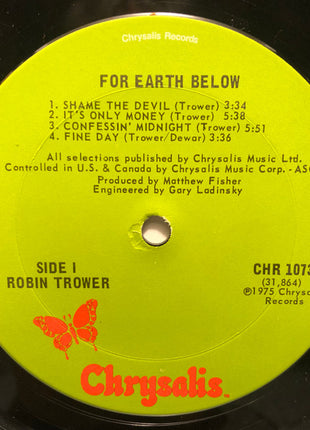 Chrysalis Records
FOR EARTH BELOW
1. SHAME THE DEVIL (Trower) 3:34
2. IT'S ONLY MONEY (Trower) 5:38
3. CONFESSIN' MIDNIGHT (Trower) 5:51
4. FINE DAY (Trower/Dewar) 3:36
All selections published by Chrysalis Music Ltd.
Controlled in U.S. & Canada by Chrysalis Music Corp. - AS
Produced by Matthew Fisher
Engineered by Gary Ladinsky
SIDE I
ROBIN TROWER
CHR 1073
(31,864)
℗1975 Chrysa
Records
Chrysalis
TM